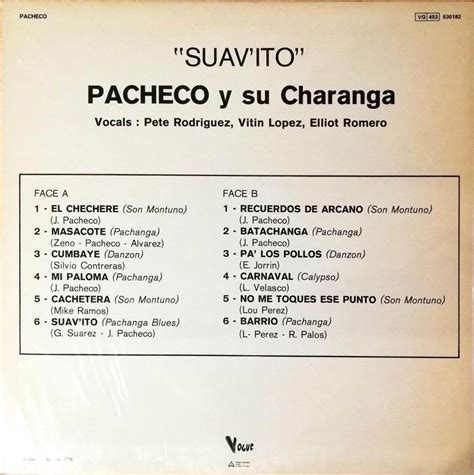 PACHECO
VG 403 530182
"SUAV'ITO"
PACHECO y su Charanga
Vocals : Pete Rodriguez, Vitin Lopez, Elliot Romero
FACE A
1 - EL CHECHERE (Son Montuno)
(J. Pacheco)
2 - MASACOTE (Pachanga)
(Zeno - Pacheco - Alvarez)
3 - CUMBAYE (Danzon)
(Silvio Contreras)
4 - MI PALOMA (Pachanga)
(J. Pacheco)
5 - CACHETERA (Son Montuno)
(Mike Ramos)
6 - SUAV'ITO (Pachanga Blues)
(G. Suarez - J. Pacheco)
FACE B
1 - RECUERDOS DE ARCANO (Son Montuno)
(J. Pacheco)
2 - BATACHANGA (Pachanga)
(J. Pacheco)
3 - PA' LOS POLLOS (Danzon)
(E. Jorrin)
4 - CARNAVAL (Calypso)
(L. Velasco)
5 - NO ME TOQUES ESE PUNTO (Son Montuno)
(Lou Perez)
6 - BARRIO (Pachanga)
(L- Perez - R. Palos)
VOGUE